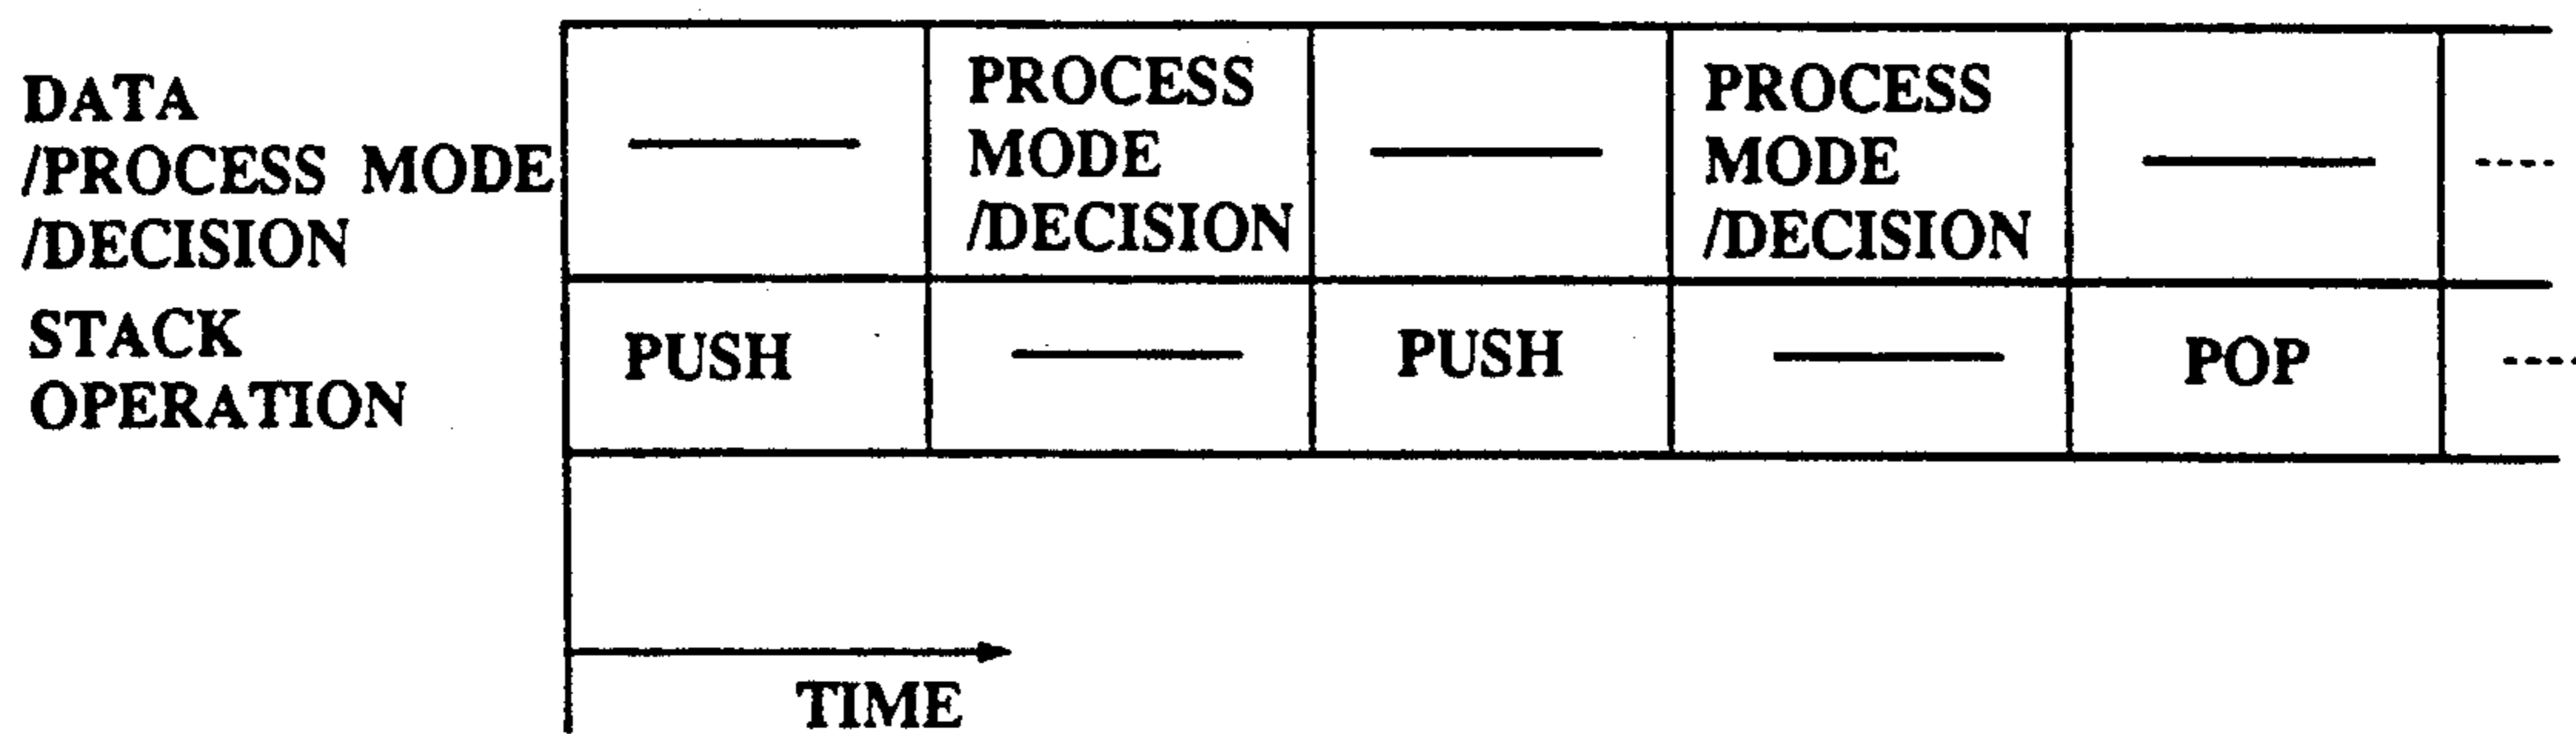 DATA
/PROCESS MODE
/DECISION
PROCESS
MODE
/DECISION
PROCESS
MODE
/DECISION
STACK
OPERATION
PUSH
PUSH
POP
TIME